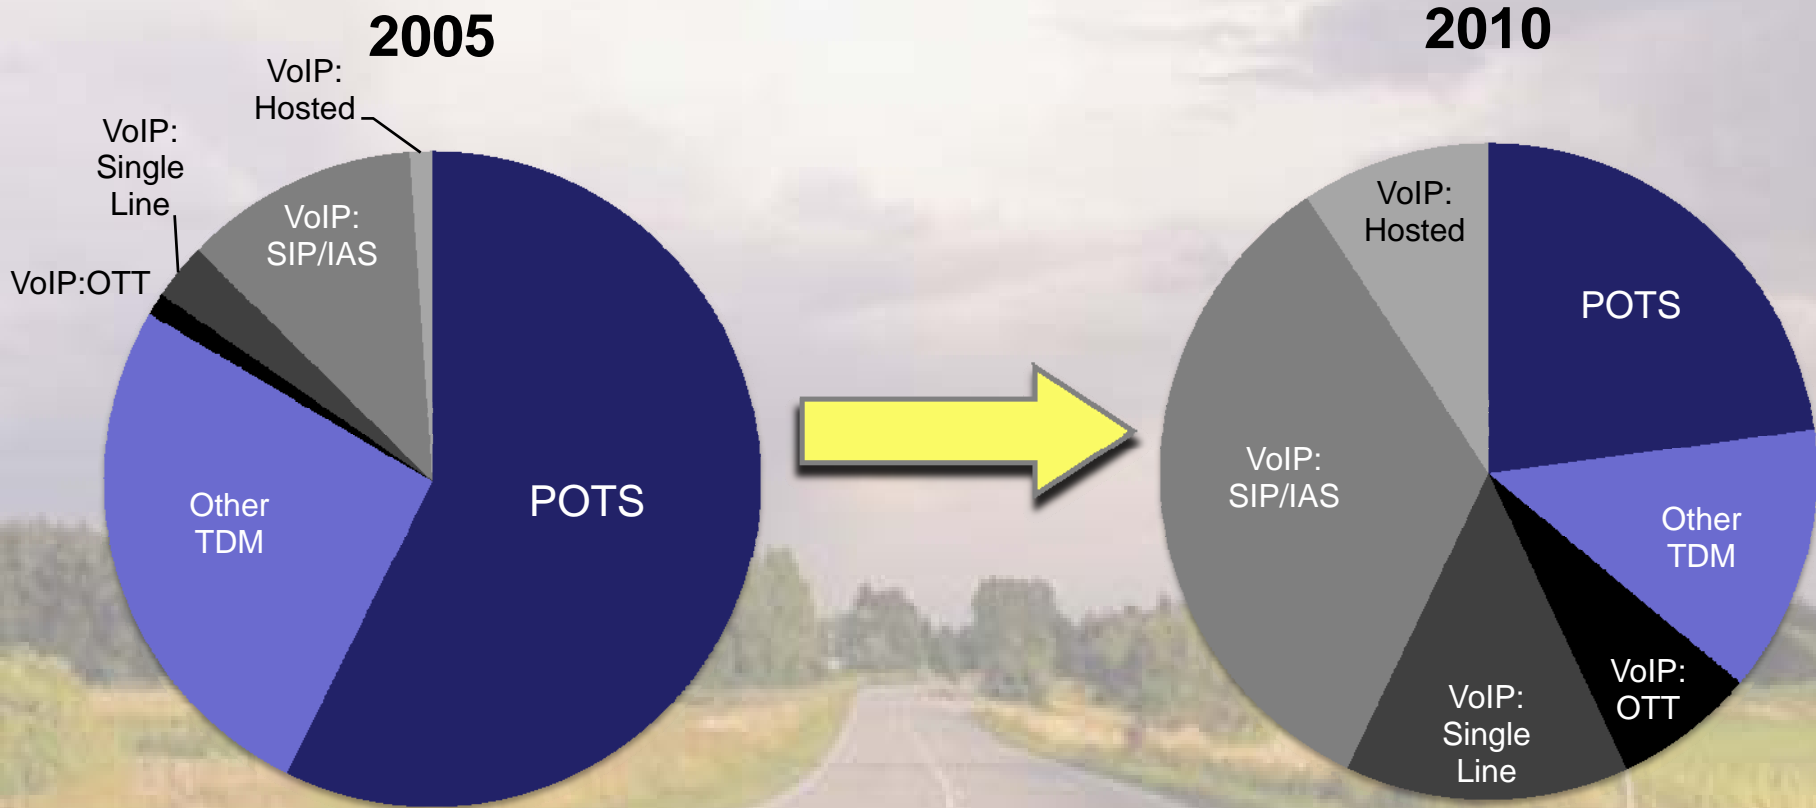 2005
VoIP:
Hosted
VoIP:
Single
Line
VoIP:OTT
VoIP:
SIP/IAS
Other
TDM
POTS
2010
VoIP:
Hosted
POTS
VoIP:
SIP/IAS
Other
TDM
VoIP:
OTT
VoIP:
Single
Line